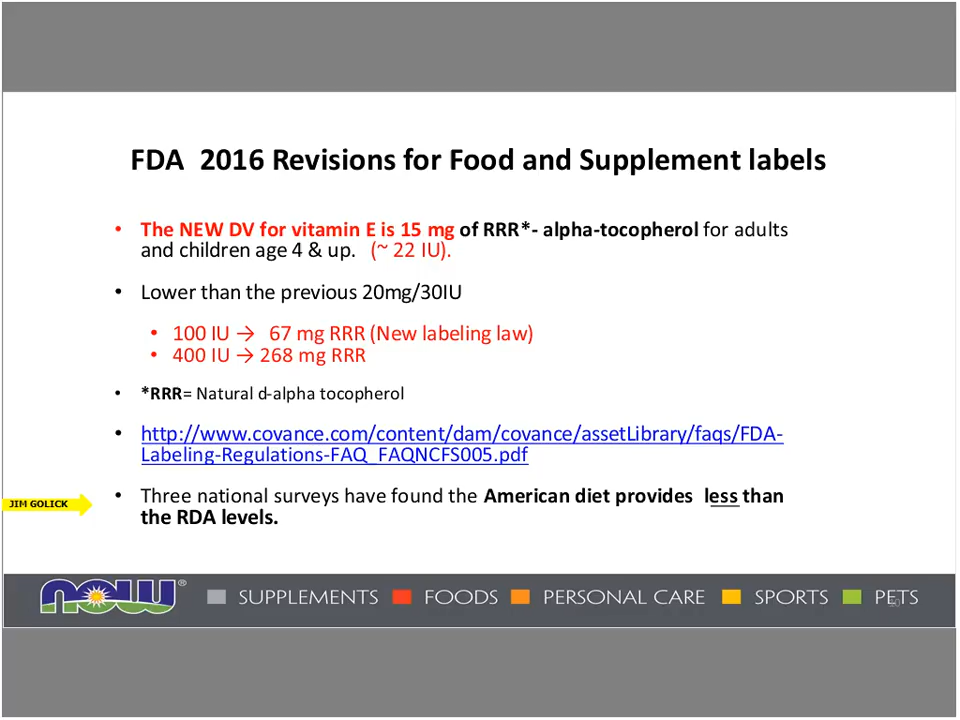 FDA 2016 Revisions for Food and Supplement labels
• The NEW DV for vitamin E is 15 mg of RRR*- alpha-tocopherol for adults
and children age 4 & up. (~ 22 IU).
• Lower than the previous 20mg/30IU
• 100 IU → 67 mg RRR (New labeling law)
• 400 IU → 268 mg RRR
• *RRR= Natural d-alpha tocopherol
• http://www.covance.com/content/dam/covance/assetLibrary/faqs/FDA-
Labeling-Regulations-FAQ_FAQNCFS005.pdf
• Three national surveys have found the American diet provides less than
the RDA levels.
JIM GOLICK
NOW® SUPPLEMENTS FOODS PERSONAL CARE SPORTS PETS
10